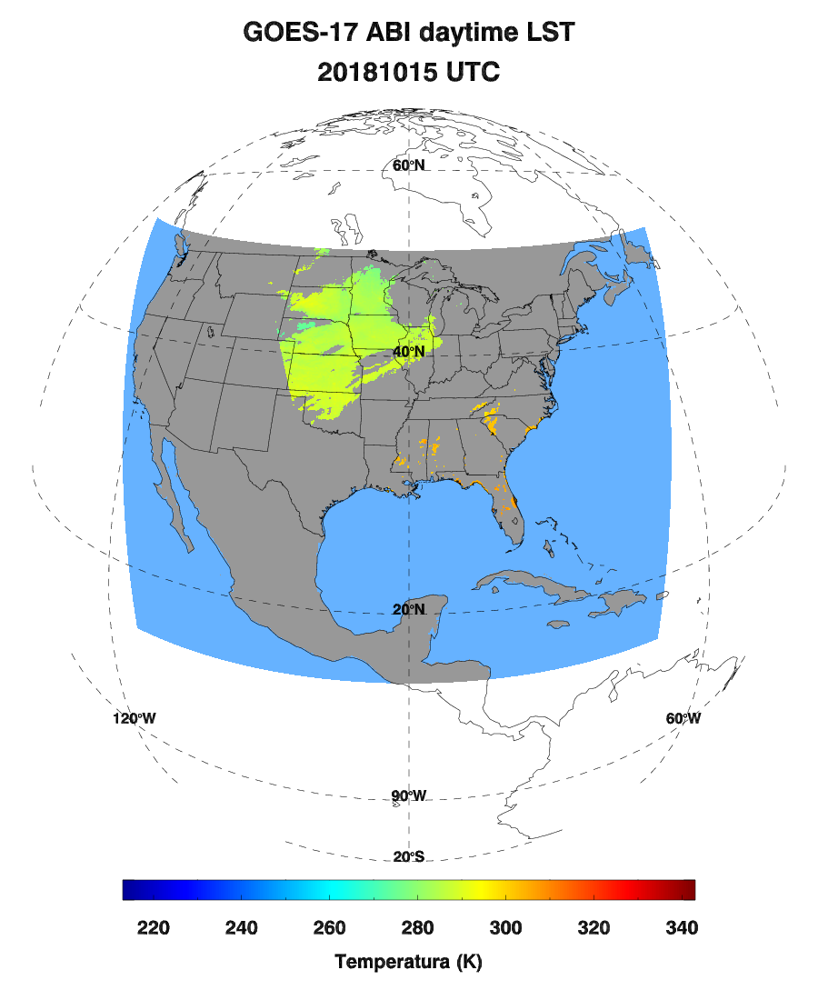 GOES-17 ABI daytime LST
20181015 UTC
60°N
40°N
20°N
120°W
60°W
90°W
20°S
220 240 260 280 300 320 340
Temperatura (K)